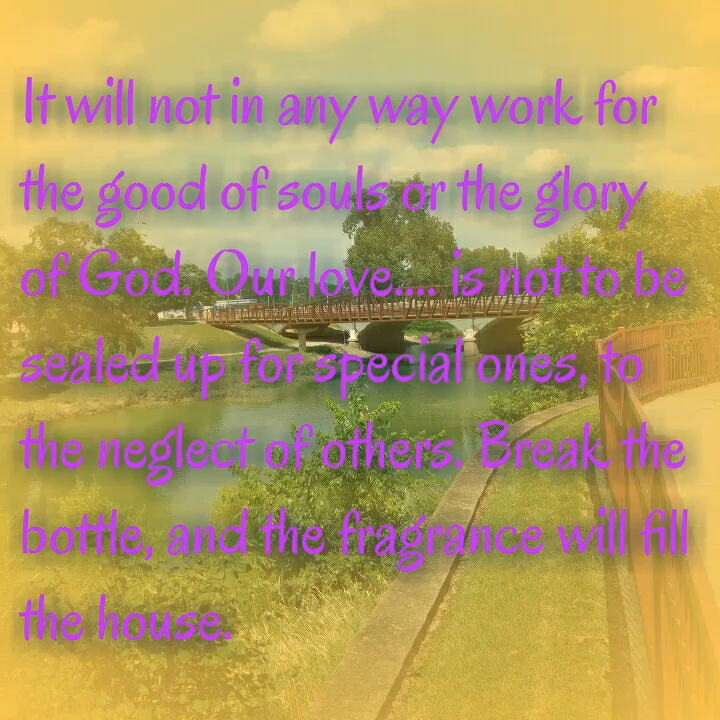 It will not in any way work for
the good of souls or the glory
of God. Our love.... is not to be
sealed up for special ones, to
the neglect of others. Break the
bottle, and the fragrance will fill
the house.